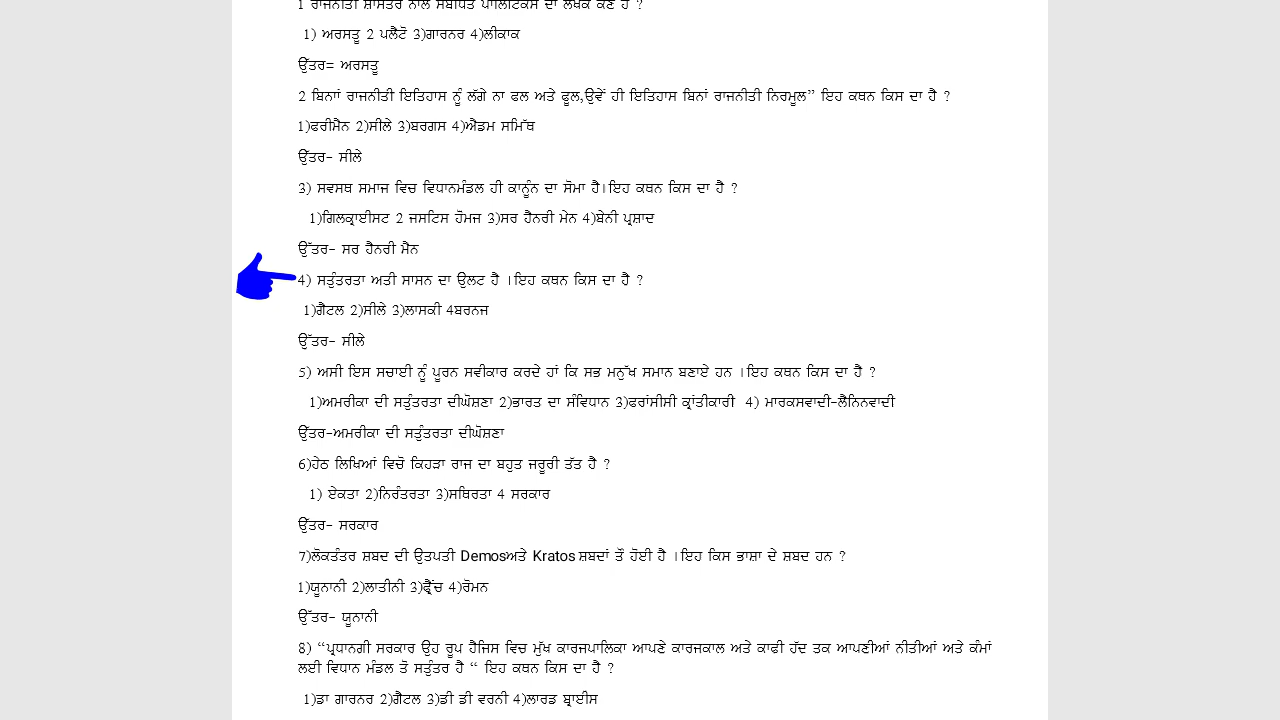 1 ਰਾਜਨੀਤੀ ਸ਼ਾਸਤਰ ਨਾਲ ਸੰਬੰਧਿਤ ਪਾਲਿਟਿਕਸ ਦਾ ਲੇਖਕ ਕੌਣ ਹੈ ?
1) ਅਰਸਤੂ 2 ਪਲੈਟੋ 3)ਗਾਰਨਰ 4)ਲੀਕਾਕ
ਉੱਤਰ= ਅਰਸਤੂ
2 ਬਿਨਾਾਂ ਰਾਜਨੀਤੀ ਇਤਿਹਾਸ ਨੂੰ ਲੱਗੇ ਨਾ ਫਲ ਅਤੇ ਫੂਲ,ਉਵੇਂ ਹੀ ਇਤਿਹਾਸ ਬਿਨਾਂ ਰਾਜਨੀਤੀ ਨਿਰਮੂਲ” ਇਹ ਕਥਨ ਕਿਸ ਦਾ ਹੈ ?
1)ਫਰੀਮੈਨ 2)ਸੀਲੇ 3)ਬਰਗਸ 4)ਐਡਮ ਸਮਿੱਥ
ਉੱਤਰ- ਸੀਲੇ
3) ਸਵਸਥ ਸਮਾਜ ਵਿਚ ਵਿਧਾਨਮੰਡਲ ਹੀ ਕਾਨੂੰਨ ਦਾ ਸੋਮਾ ਹੈ।ਇਹ ਕਥਨ ਕਿਸ ਦਾ ਹੈ ?
1)ਗਿਲਕ੍ਰਾਈਸਟ 2 ਜਸਟਿਸ ਹੋਮਜ 3)ਸਰ ਹੈਨਰੀ ਮੇਨ 4)ਬੇਨੀ ਪ੍ਰਸ਼ਾਦ
ਉੱਤਰ- ਸਰ ਹੈਨਰੀ ਮੈਨ
4) ਸਤੁੰਤਰਤਾ ਅਤੀ ਸਾਸਨ ਦਾ ਉਲਟ ਹੈ ।ਇਹ ਕਥਨ ਕਿਸ ਦਾ ਹੈ ?
1)ਗੈਟਲ 2)ਸੀਲੇ 3)ਲਾਸਕੀ 4ਬਰਨਜ
ਉੱਤਰ- ਸੀਲੇ
5) ਅਸੀ ਇਸ ਸਚਾਈ ਨੂੰ ਪੂਰਨ ਸਵੀਕਾਰ ਕਰਦੇ ਹਾਂ ਕਿ ਸਭ ਮਨੁੱਖ ਸਮਾਨ ਬਣਾਏ ਹਨ ।ਇਹ ਕਥਨ ਕਿਸ ਦਾ ਹੈ ?
1)ਅਮਰੀਕਾ ਦੀ ਸਤੁੰਤਰਤਾ ਦੀਘੋਸ਼ਣਾ 2)ਭਾਰਤ ਦਾ ਸੰਵਿਧਾਨ 3)ਫਰਾਂਸੀਸੀ ਕ੍ਰਾਂਤੀਕਾਰੀ 4) ਮਾਰਕਸਵਾਦੀ-ਲੈਨਿਨਵਾਦੀ
ਉੱਤਰ-ਅਮਰੀਕਾ ਦੀ ਸਤੁੰਤਰਤਾ ਦੀਘੋਸ਼ਣਾ
6)ਹੇਠ ਲਿਖਿਆਂ ਵਿਚੋ ਕਿਹੜਾ ਰਾਜ ਦਾ ਬਹੁਤ ਜਰੂਰੀ ਤੱਤ ਹੈ ?
1) ਏਕਤਾ 2)ਨਿਰੰਤਰਤਾ 3)ਸਥਿਰਤਾ 4 ਸਰਕਾਰ
ਉੱਤਰ- ਸਰਕਾਰ
7)ਲੋਕਤੰਤਰ ਸ਼ਬਦ ਦੀ ਉਤਪਤੀ Demosਅਤੇ Kratos ਸ਼ਬਦਾਂ ਤੌਂ ਹੋਈ ਹੈ ।ਇਹ ਕਿਸ ਭਾਸ਼ਾ ਦੇ ਸ਼ਬਦ ਹਨ ?
1)ਯੂਨਾਨੀ 2)ਲਾਤੀਨੀ 3)ਫ੍ਰੈਂਚ 4)ਰੋਮਨ
ਉੱਤਰ- ਯੂਨਾਨੀ
8) “ਪ੍ਰਧਾਨਗੀ ਸਰਕਾਰ ਉਹ ਰੂਪ ਹੈਜਿਸ ਵਿਚ ਮੁੱਖ ਕਾਰਜਪਾਲਿਕਾ ਆਪਣੇ ਕਾਰਜਕਾਲ ਅਤੇ ਕਾਫੀ ਹੱਦ ਤਕ ਆਪਣੀਆਂ ਨੀਤੀਆਂ ਅਤੇ ਕੰਮਾਂ
ਲਈ ਵਿਧਾਨ ਮੰਡਲ ਤੋ ਸਤੁੰਤਰ ਹੈ “ ਇਹ ਕਥਨ ਕਿਸ ਦਾ ਹੈ ?
1)ਡਾ ਗਾਰਨਰ 2)ਗੈਟਲ 3)ਡੀ ਡੀ ਵਰਨੀ 4)ਲਾਰਡ ਬ੍ਰਾਈਸ